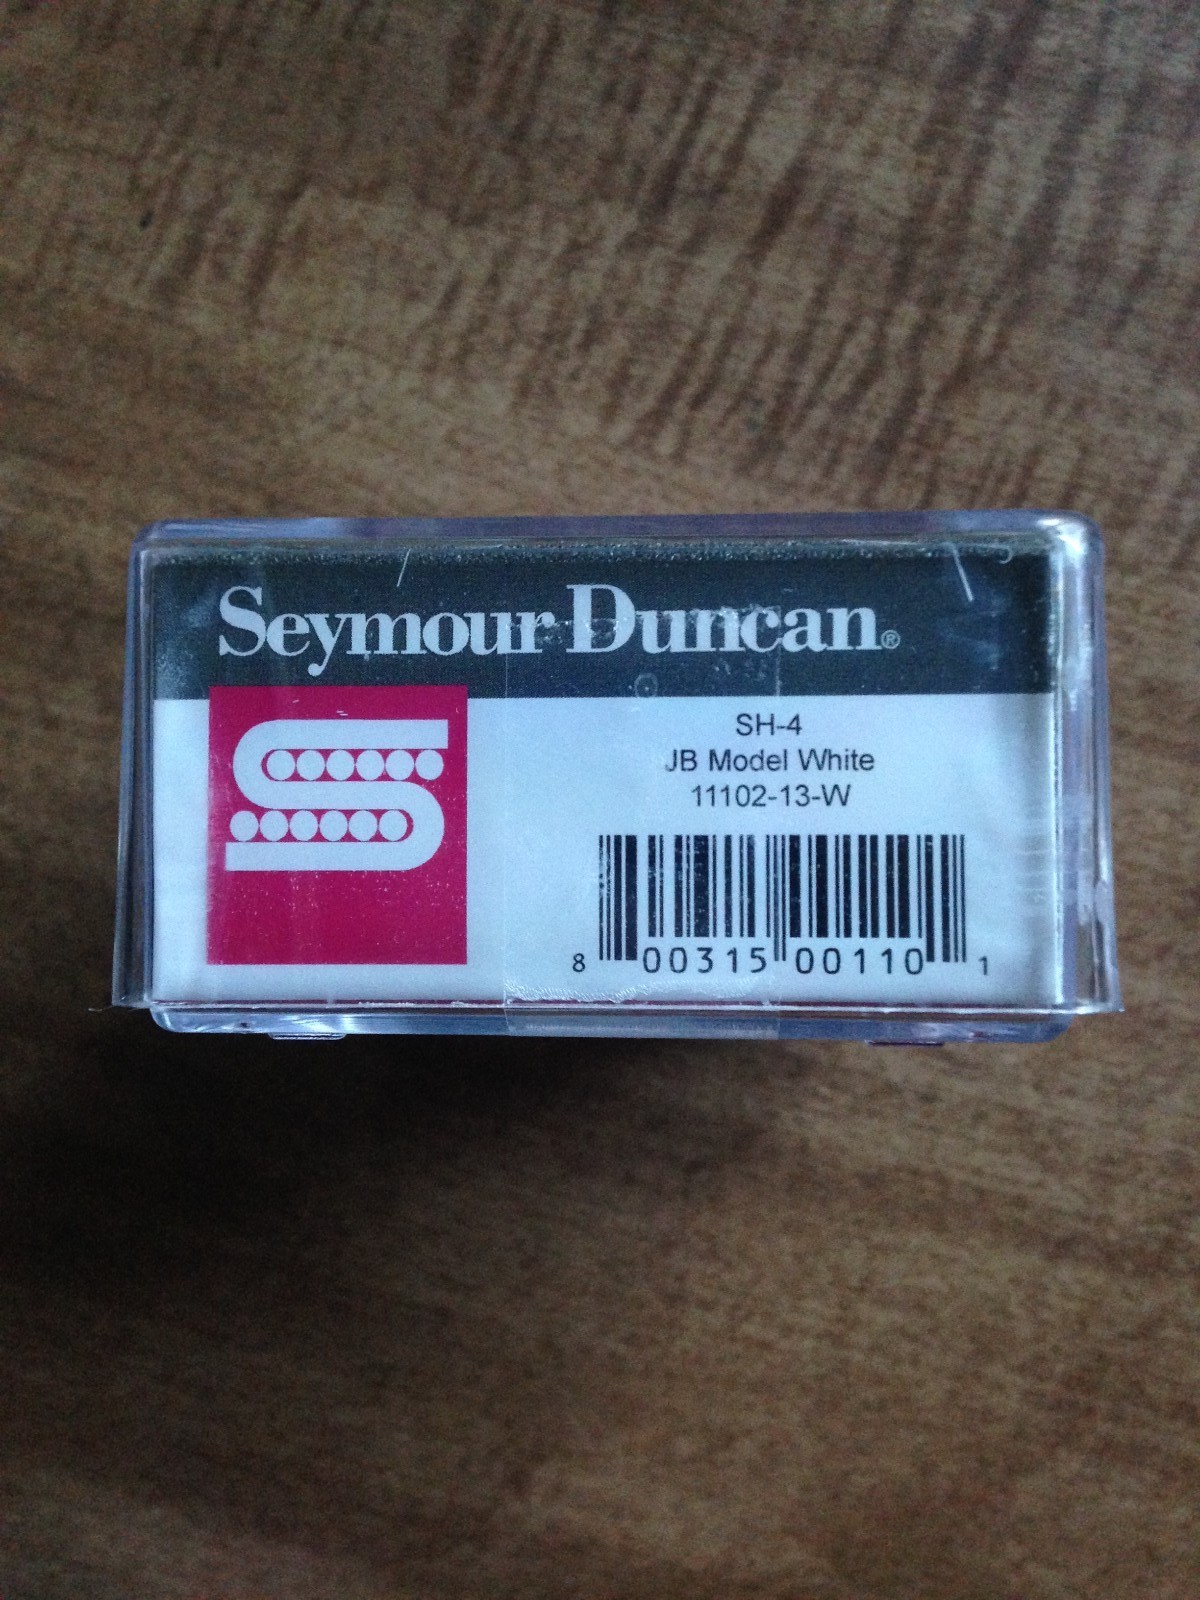 Seymour Duncan®
SH-4
JB Model White
11102-13-W
8 00315 00110 1